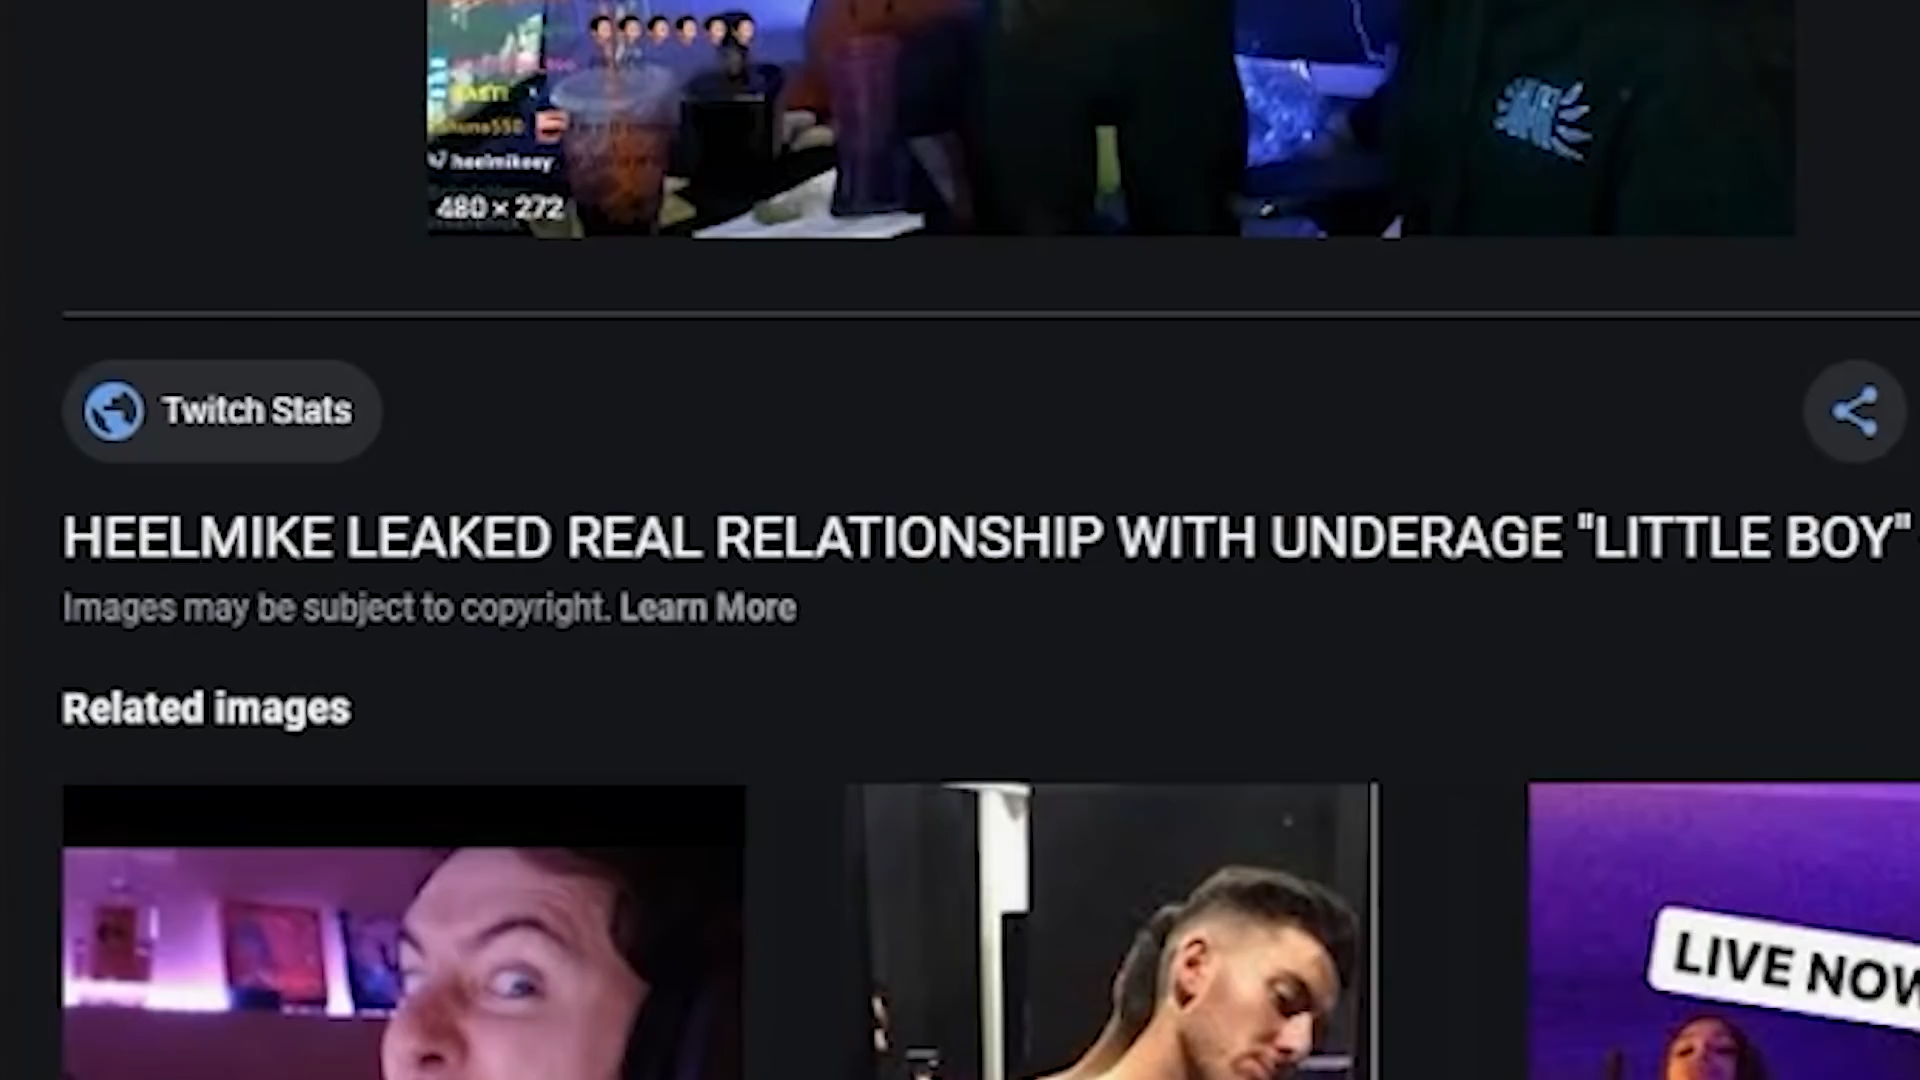 heelmikeey
480 × 272
Twitch Stats
HEELMIKE LEAKED REAL RELATIONSHIP WITH UNDERAGE "LITTLE BOY"
Images may be subject to copyright. Learn More
Related images
LIVE NOW